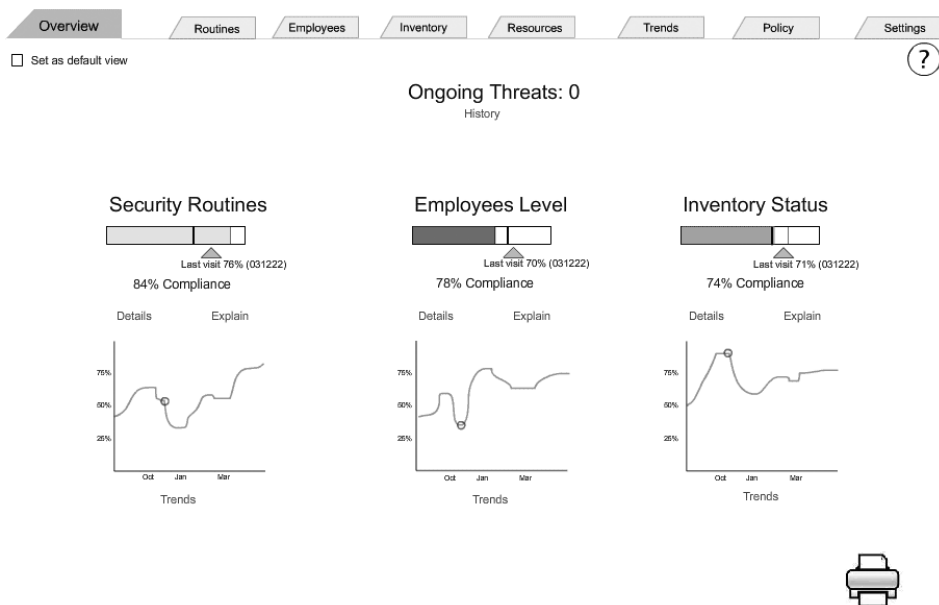 Overview Routines Employees Inventory Resources Trends Policy Settings
Set as default view
?
Ongoing Threats: 0
History
Security Routines Employees Level Inventory Status
Last visit 76% (031222) Last visit 70% (031222) Last visit 71% (031222)
84% Compliance 78% Compliance 74% Compliance
Details Explain Details Explain Details Explain
75% 75% 75%
50% 50% 50%
25% 25% 25%
Oct Jan Mar Oct Jan Mar Oct Jan Mar
Trends Trends Trends